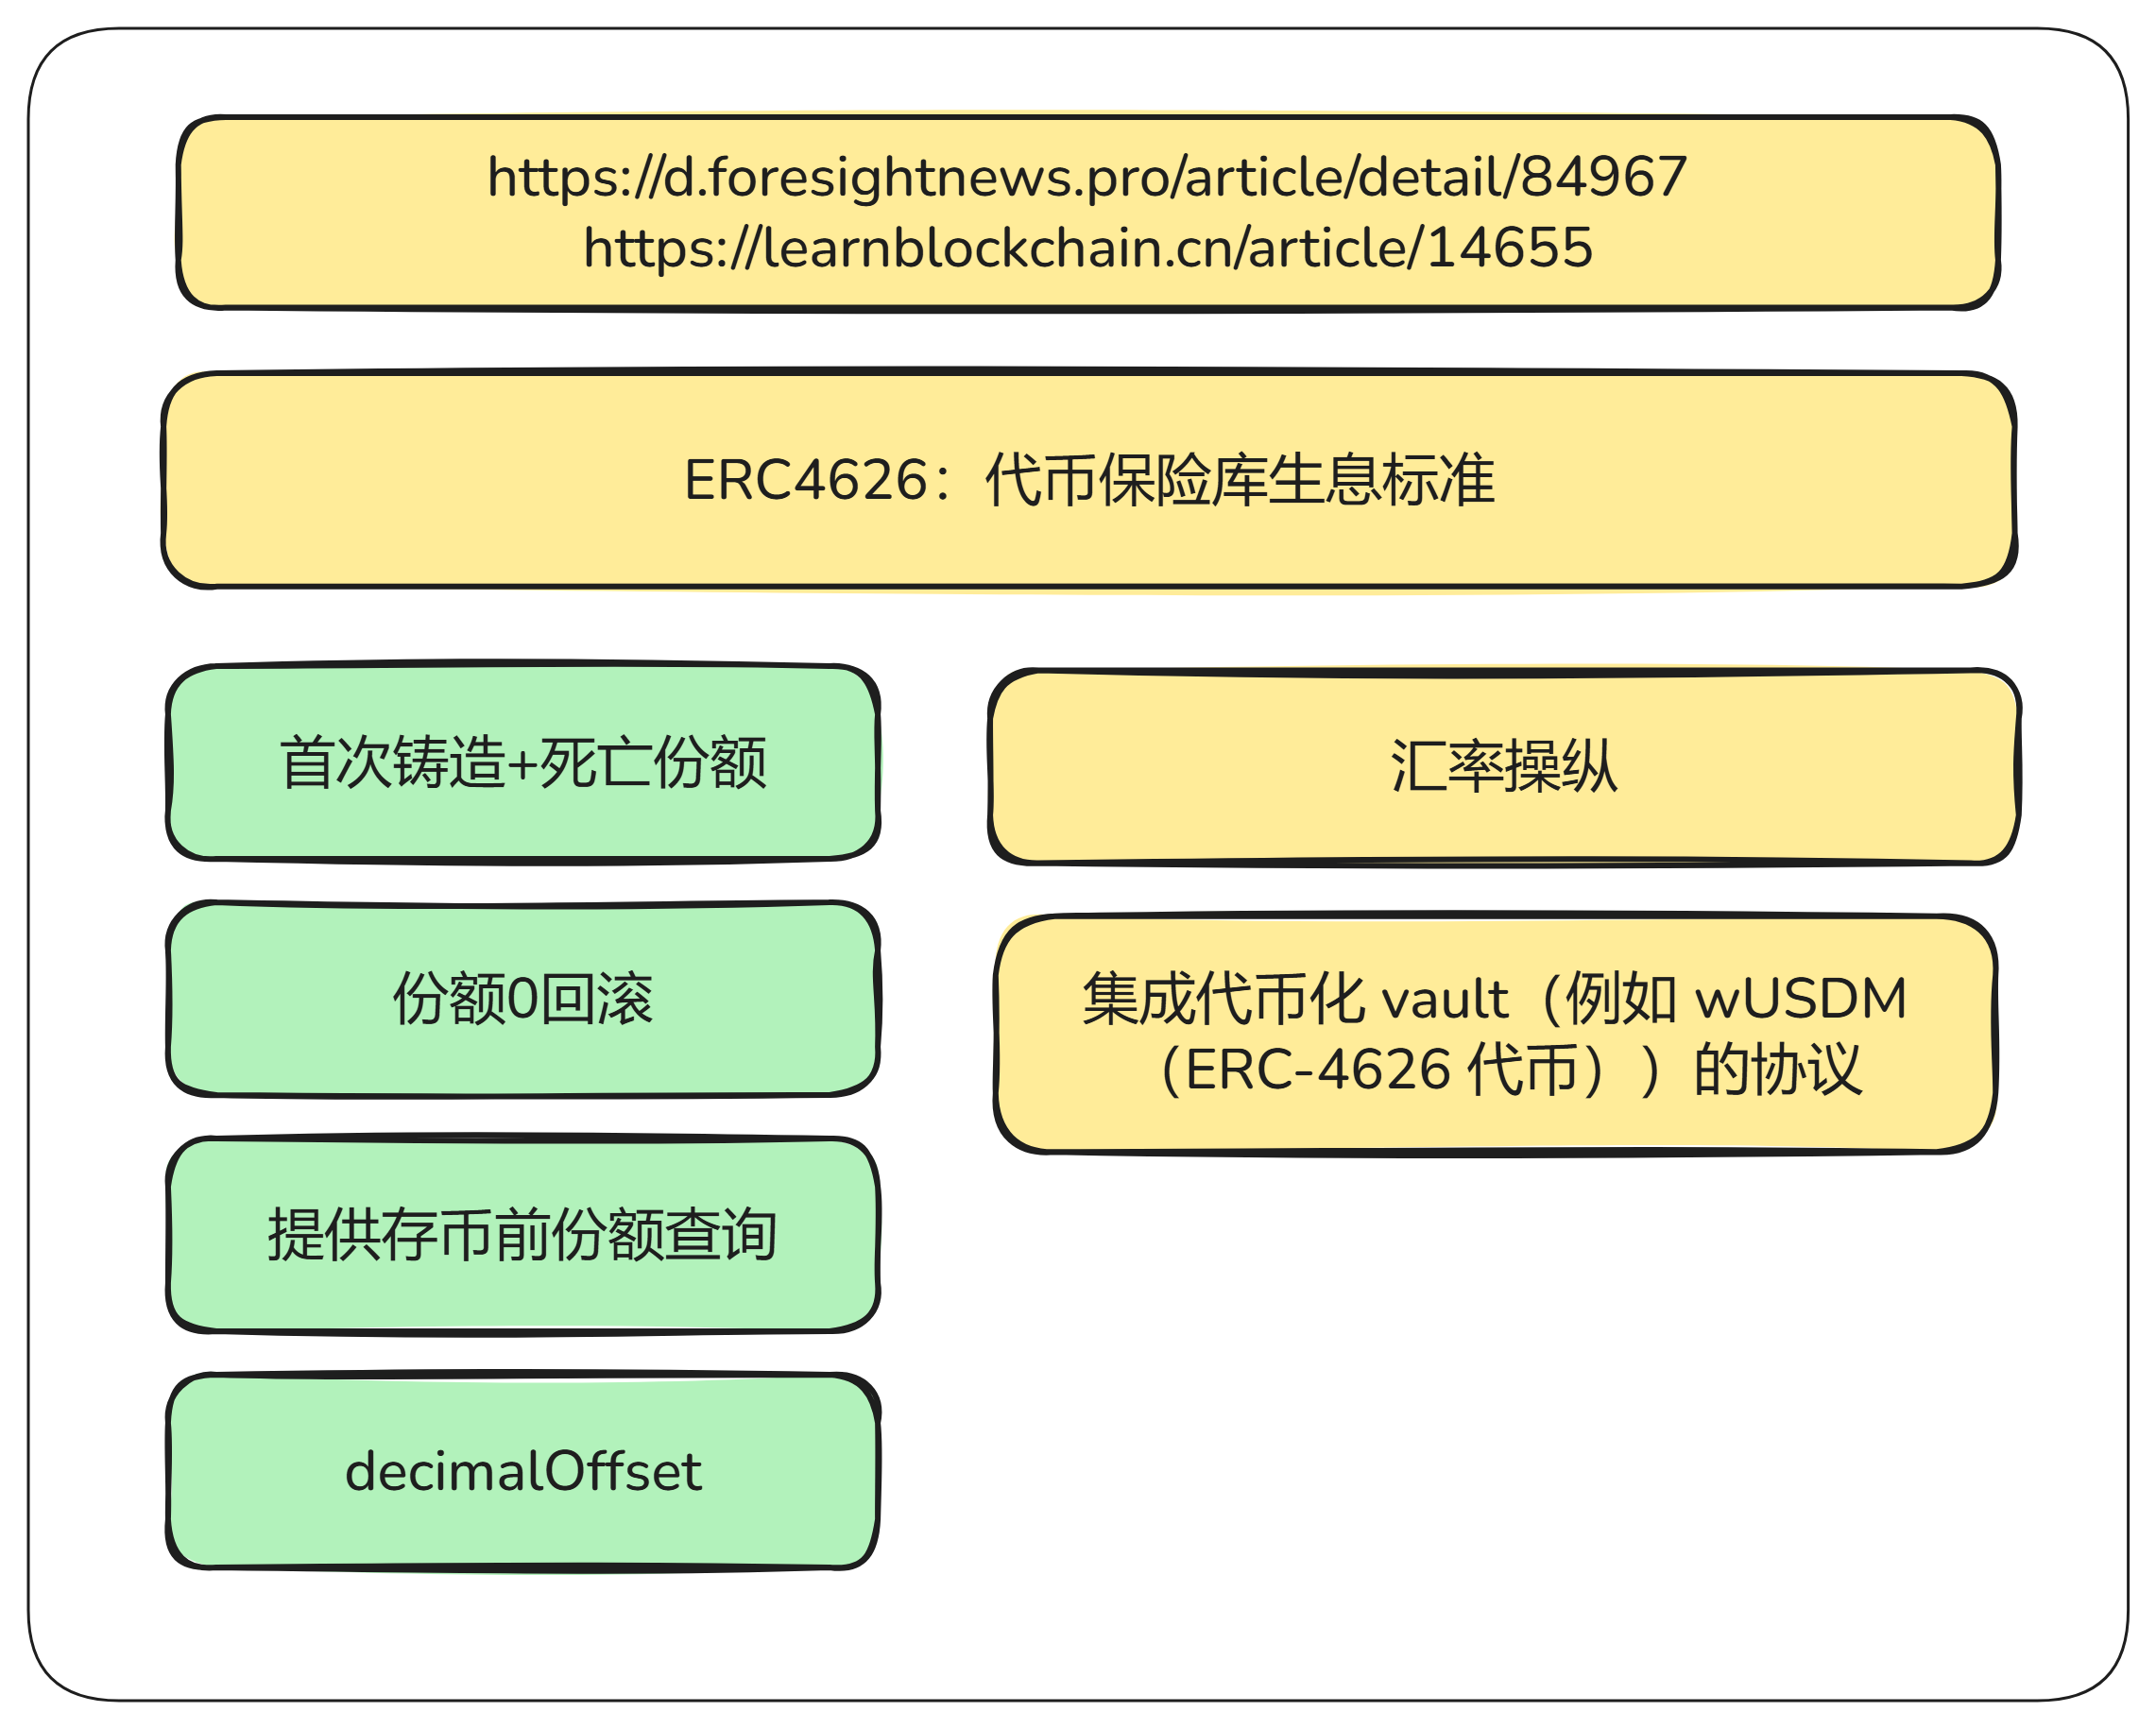 https://d.foresightnews.pro/article/detail/84967
https://learnblockchain.cn/article/14655
ERC4626：代币保险库生息标准
首次铸造+死亡份额
汇率操纵
份额0回滚
集成代币化 vault（例如 wUSDM
（ERC-4626 代币））的协议
提供存币前份额查询
decimalOffset